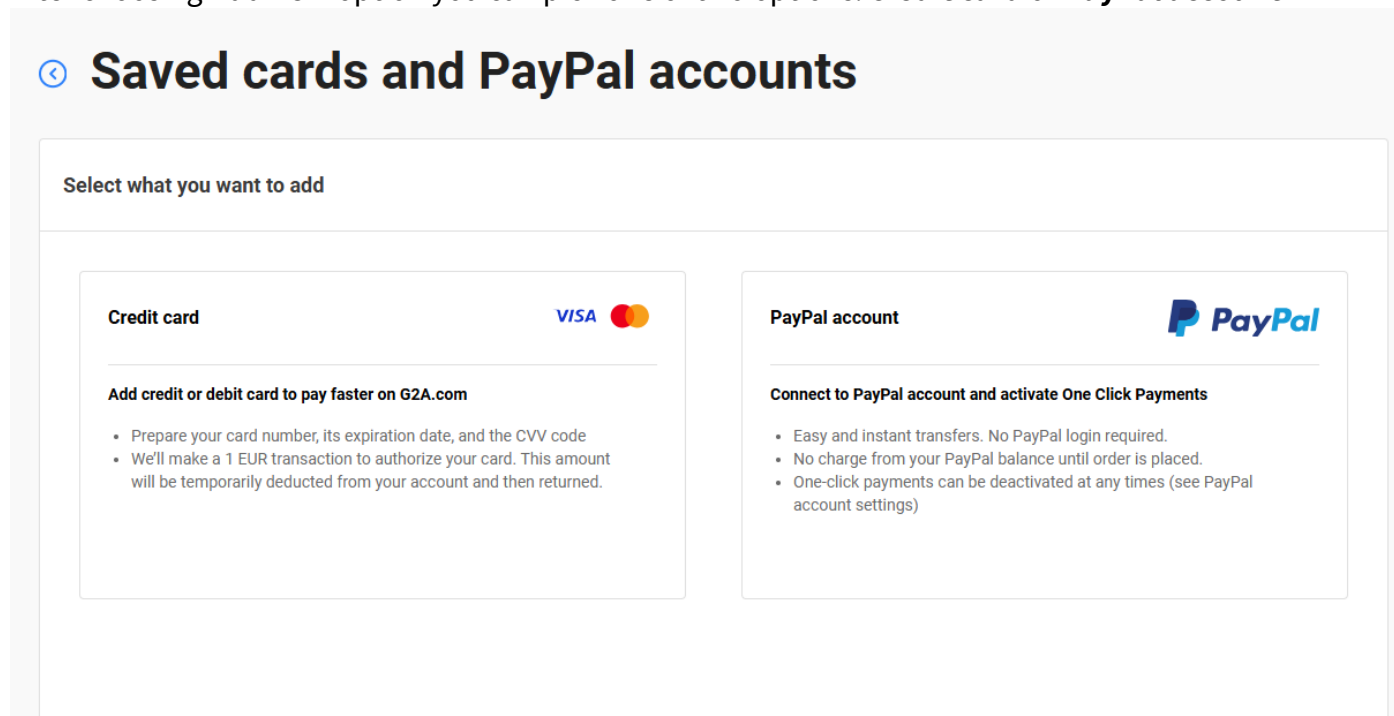 Saved cards and PayPal accounts
Select what you want to add
Credit card
VISA
Add credit or debit card to pay faster on G2A.com
• Prepare your card number, its expiration date, and the CVV code
• We'll make a 1 EUR transaction to authorize your card. This amount
will be temporarily deducted from your account and then returned.
PayPal account
PayPal
Connect to PayPal account and activate One Click Payments
• Easy and instant transfers. No PayPal login required.
• No charge from your PayPal balance until order is placed.
• One-click payments can be deactivated at any times (see PayPal
account settings)